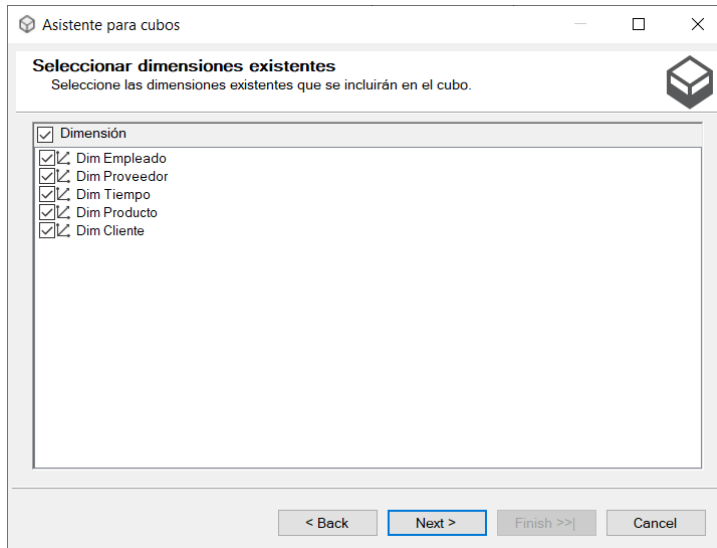 Asistente para cubos
Seleccionar dimensiones existentes
Seleccione las dimensiones existentes que se incluirán en el cubo.
Dimensión
Dim Empleado
Dim Proveedor
Dim Tiempo
Dim Producto
Dim Cliente
< Back Next > Finish >>| Cancel